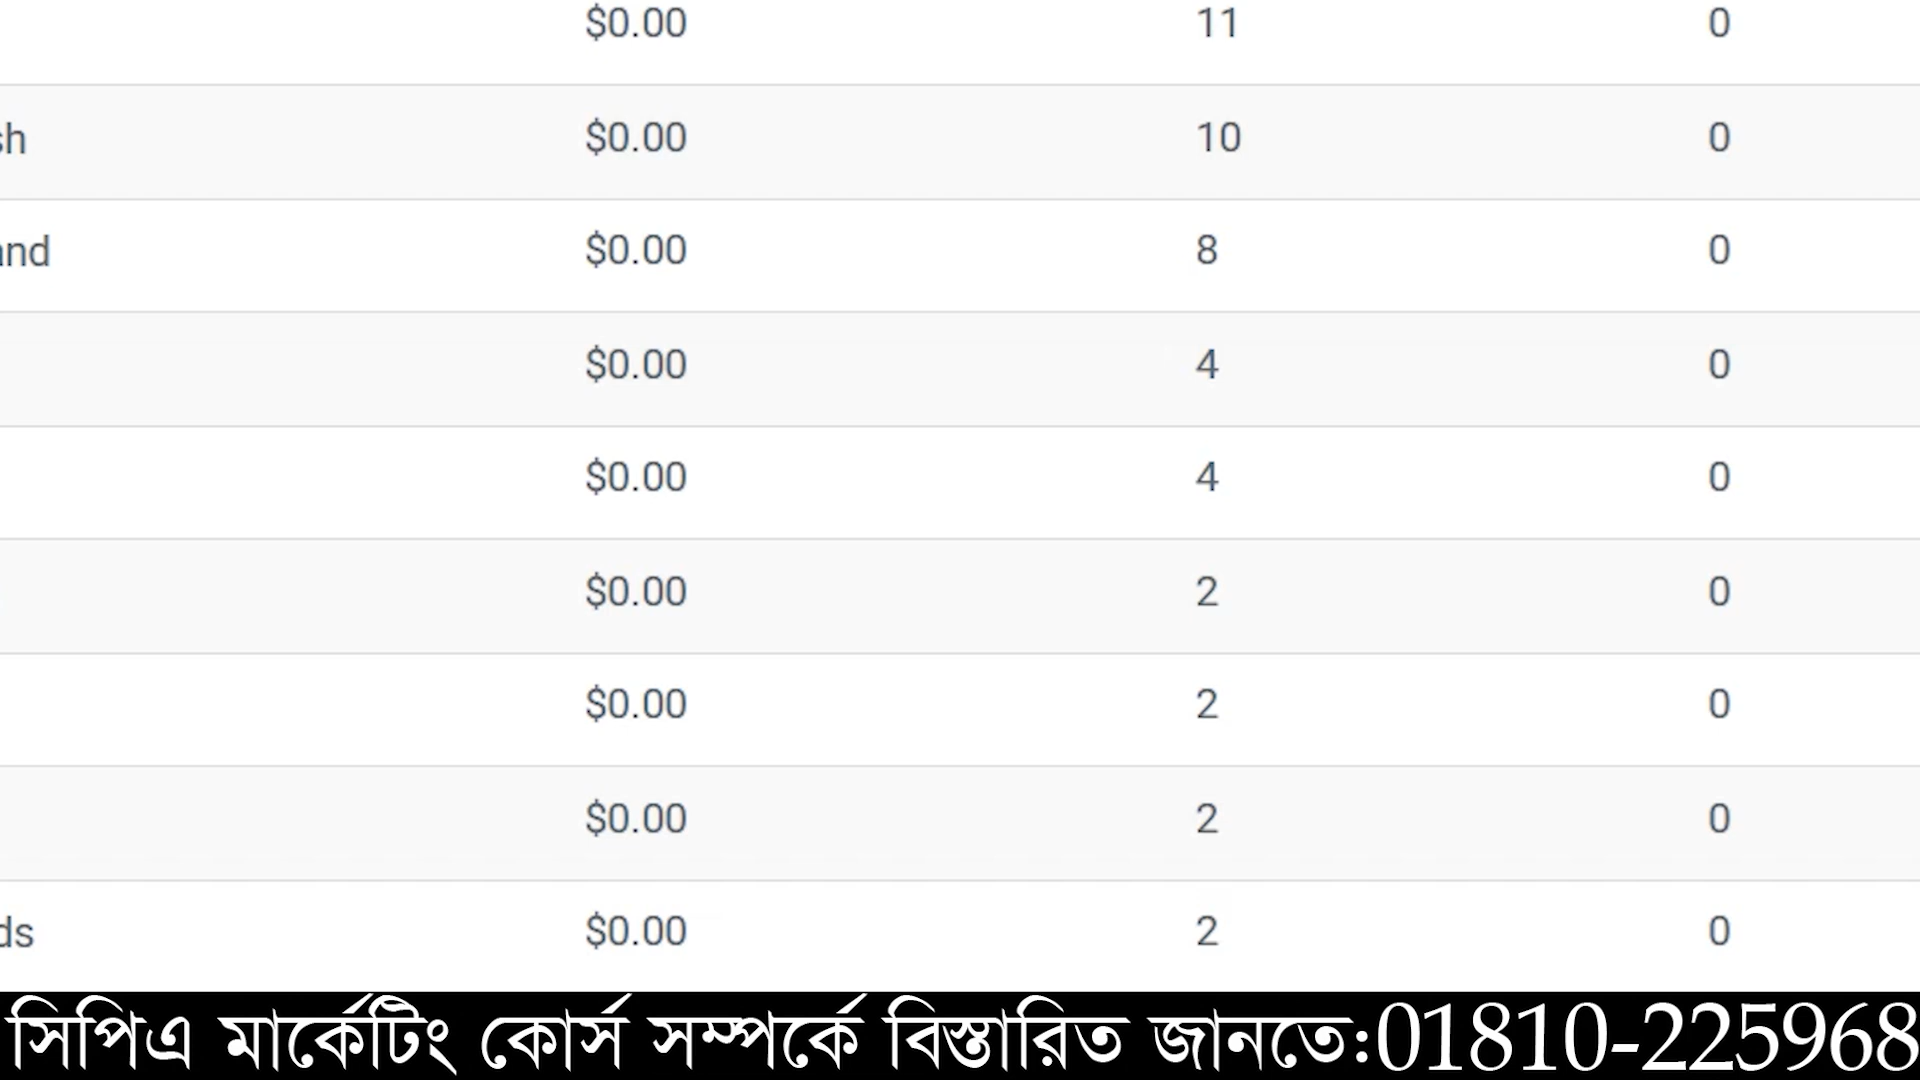 $0.00 11 0
sh $0.00 10 0
and $0.00 8 0
$0.00 4 0
$0.00 4 0
$0.00 2 0
$0.00 2 0
$0.00 2 0
ds $0.00 2 0
সিপিএ মার্কেটিং কোর্স সম্পর্কে বিস্তারিত জানতেঃ01810-225968